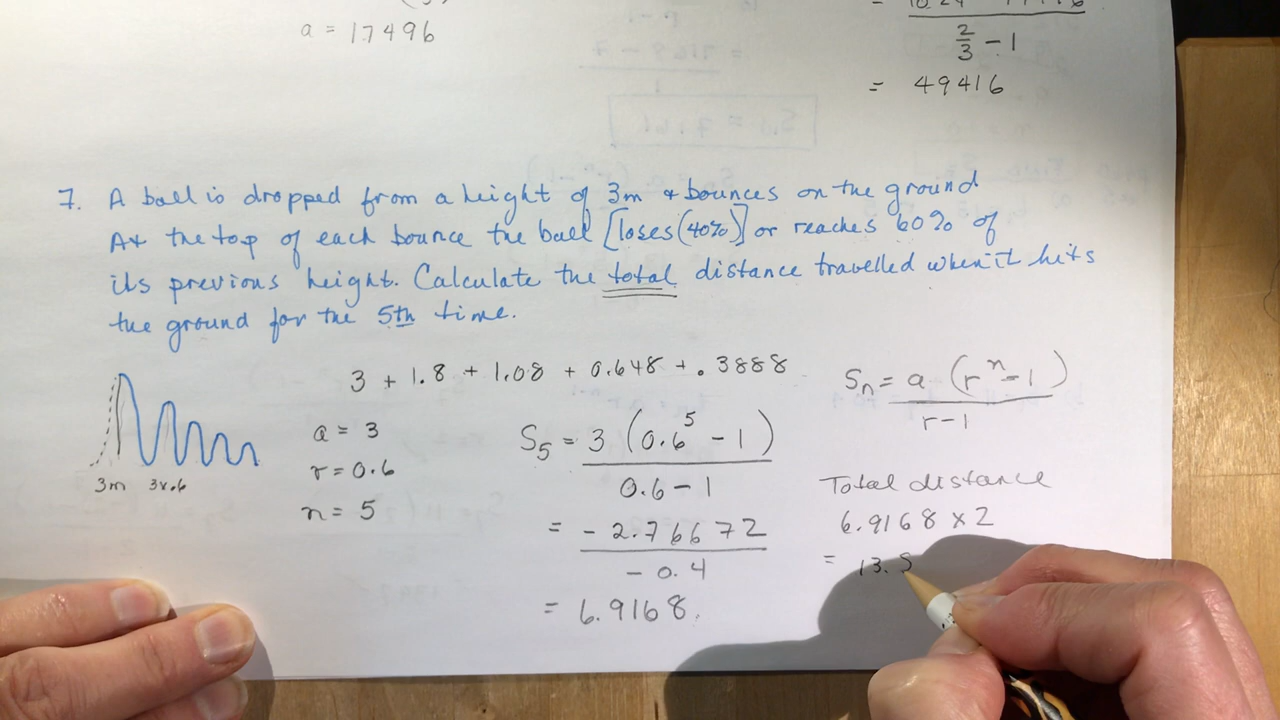 a = 17496
2/3 - 1
= 49416
7. A ball is dropped from a height of 3m & bounces on the ground
At the top of each bounce the ball [loses (40%)] or reaches 60% of
its previous height. Calculate the total distance travelled when it hits
the ground for the 5th time.
3 + 1.8 + 1.08 + 0.648 + .3888
Sn = a (r^n - 1)
r - 1
3m 3x.6
a = 3
r = 0.6
n = 5
S5 = 3 (0.6^5 - 1)
0.6 - 1
= - 2.76672
- 0.4
= 6.9168.
Total distance
6.9168 x 2
= 13.8